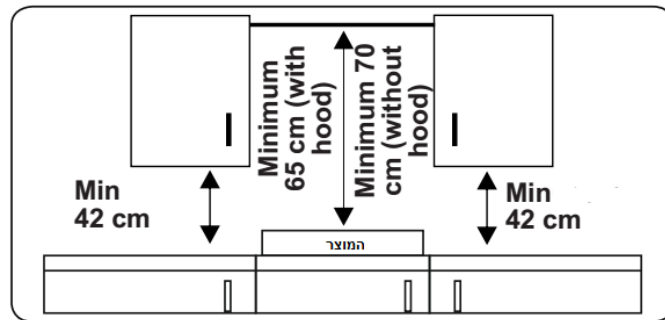 Minimum
65 cm (with
hood)
Minimum 70
cm (without
hood)
Min
42 cm
Min
42 cm
המוצר